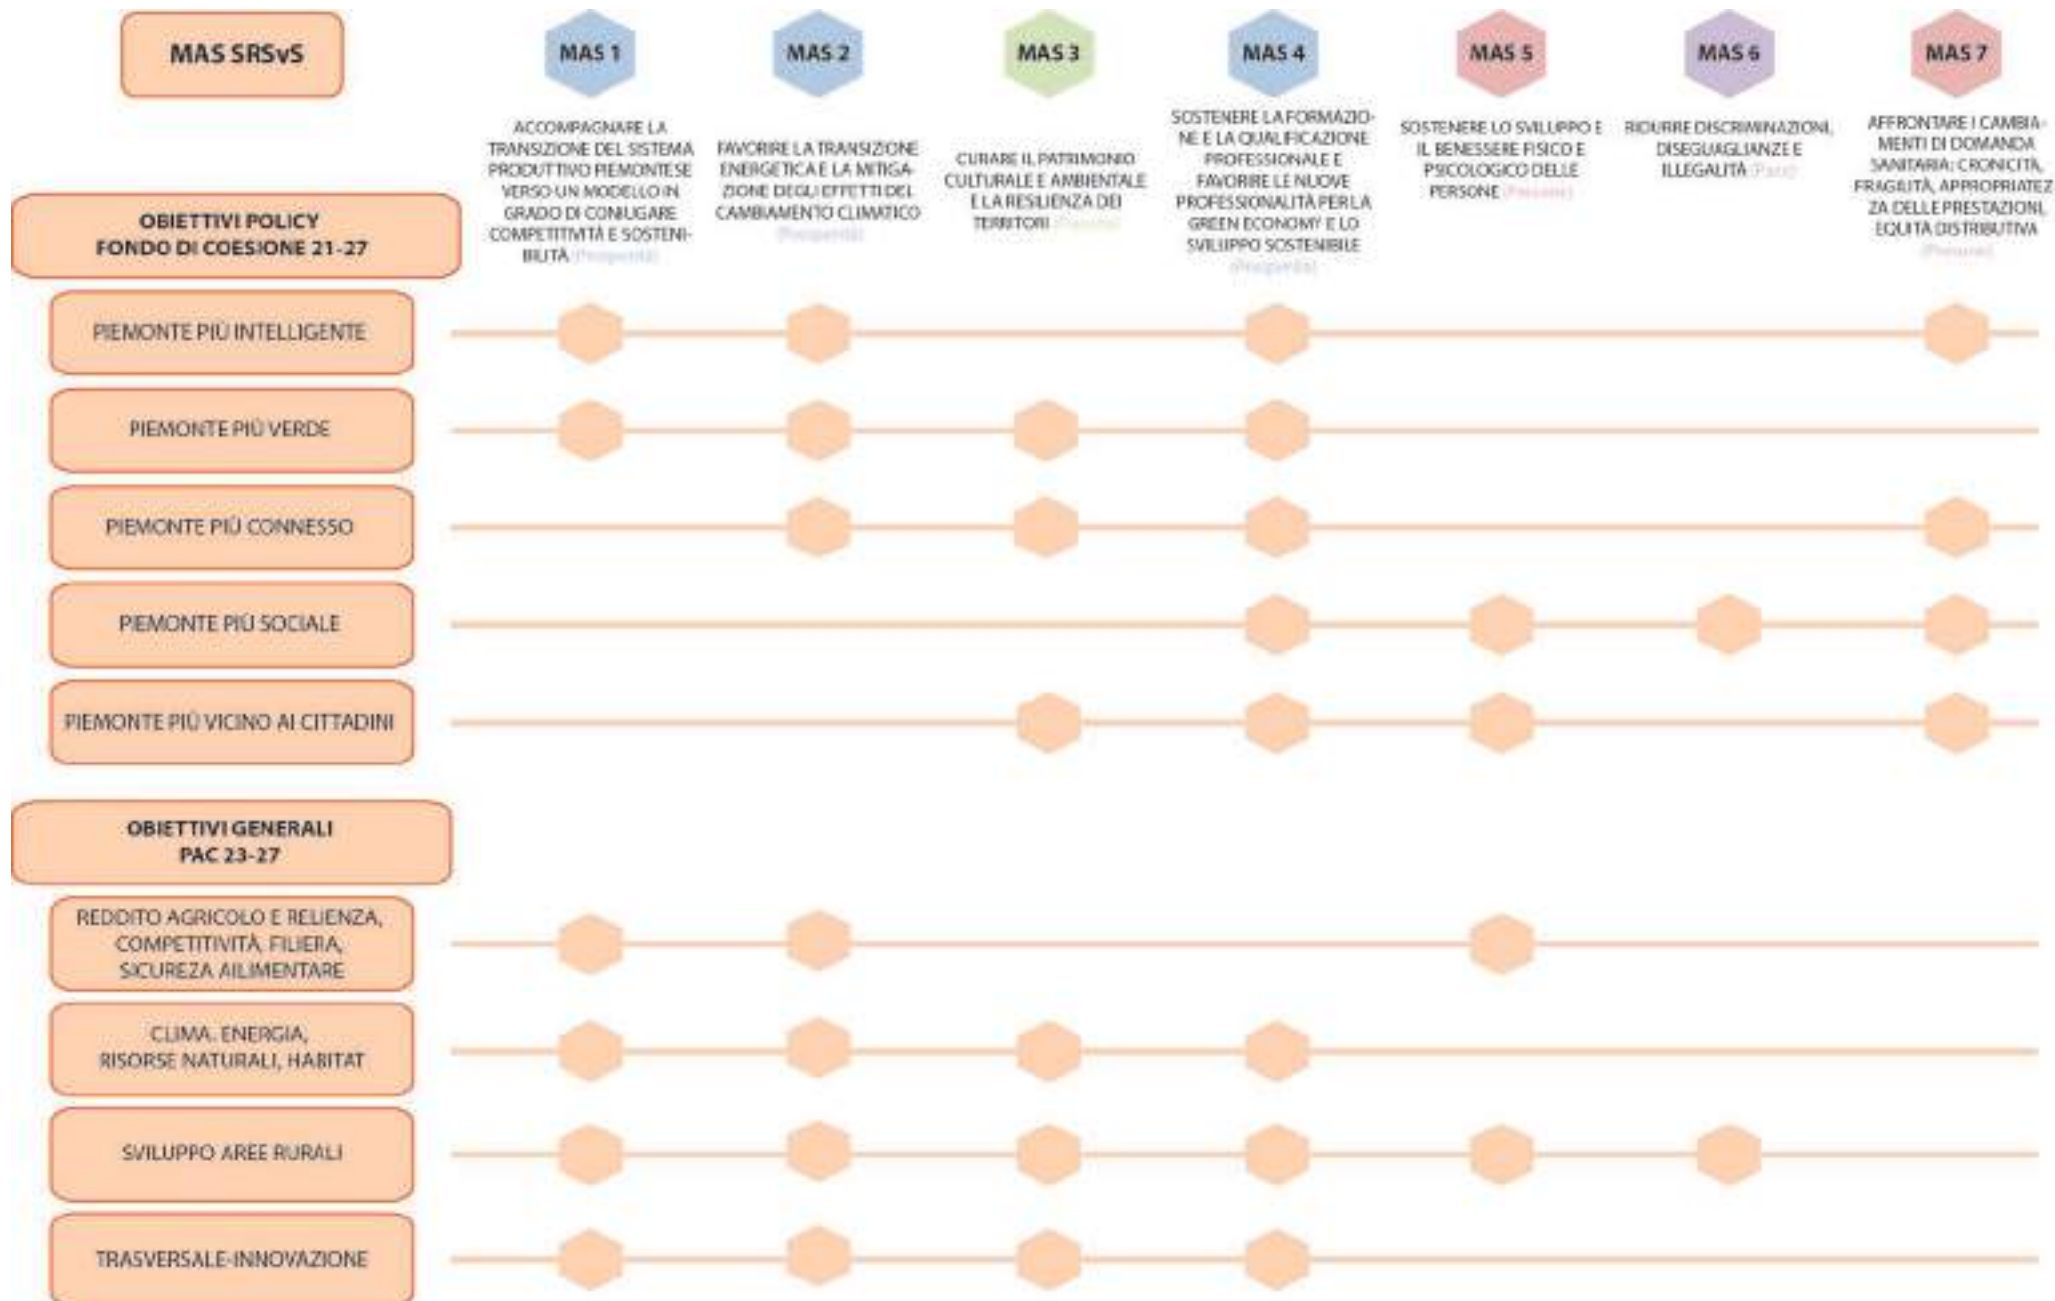 MAS SRSvS
MAS 1
MAS 2
MAS 3
MAS 4
MAS 5
MAS 6
MAS 7
ACCOMPAGNARE LA
TRANSIZIONE DEL SISTEMA
PRODUTTIVO PIEMONTESE
VERSO UN MODELLO IN
GRADO DI CONIUGARE
COMPETITIVITÀ E SOSTENI-
BILITÀ (Prosperità)
FAVORIRE LA TRANSIZIONE
ENERGETICA E LA MITIGA-
ZIONE DEGLI EFFETTI DEL
CAMBIAMENTO CLIMATICO
(Prosperità)
CURARE IL PATRIMONIO
CULTURALE E AMBIENTALE
E LA RESILIENZA DEI
TERRITORI
SOSTENERE LA FORMAZIO-
NE E LA QUALIFICAZIONE
PROFESSIONALE E
FAVORIRE LE NUOVE
PROFESSIONALITÀ PER LA
GREEN ECONOMY E LO
SVILUPPO SOSTENIBILE
(Prosperità)
SOSTENERE LO SVILUPPO E
IL BENESSERE FISICO E
PSICOLOGICO DELLE
PERSONE (Persone)
RIDURRE DISCRIMINAZIONI,
DISEGUAGLIANZE E
ILLEGALITÀ (Pace)
AFFRONTARE I CAMBIA-
MENTI DI DOMANDA
SANITARIA: CRONICITÀ,
FRAGILITÀ, APPROPRIATEZ
ZA DELLE PRESTAZIONI,
EQUITÀ DISTRIBUTIVA
(Persone)
OBIETTIVI POLICY
FONDO DI COESIONE 21-27
PIEMONTE PIÙ INTELLIGENTE
PIEMONTE PIÙ VERDE
PIEMONTE PIÙ CONNESSO
PIEMONTE PIÙ SOCIALE
PIEMONTE PIÙ VICINO AI CITTADINI
OBIETTIVI GENERALI
PAC 23-27
REDDITO AGRICOLO E RELIENZA,
COMPETITIVITÀ, FILIERA,
SICUREZA AILIMENTARE
CLIMA. ENERGIA,
RISORSE NATURALI, HABITAT
SVILUPPO AREE RURALI
TRASVERSALE-INNOVAZIONE